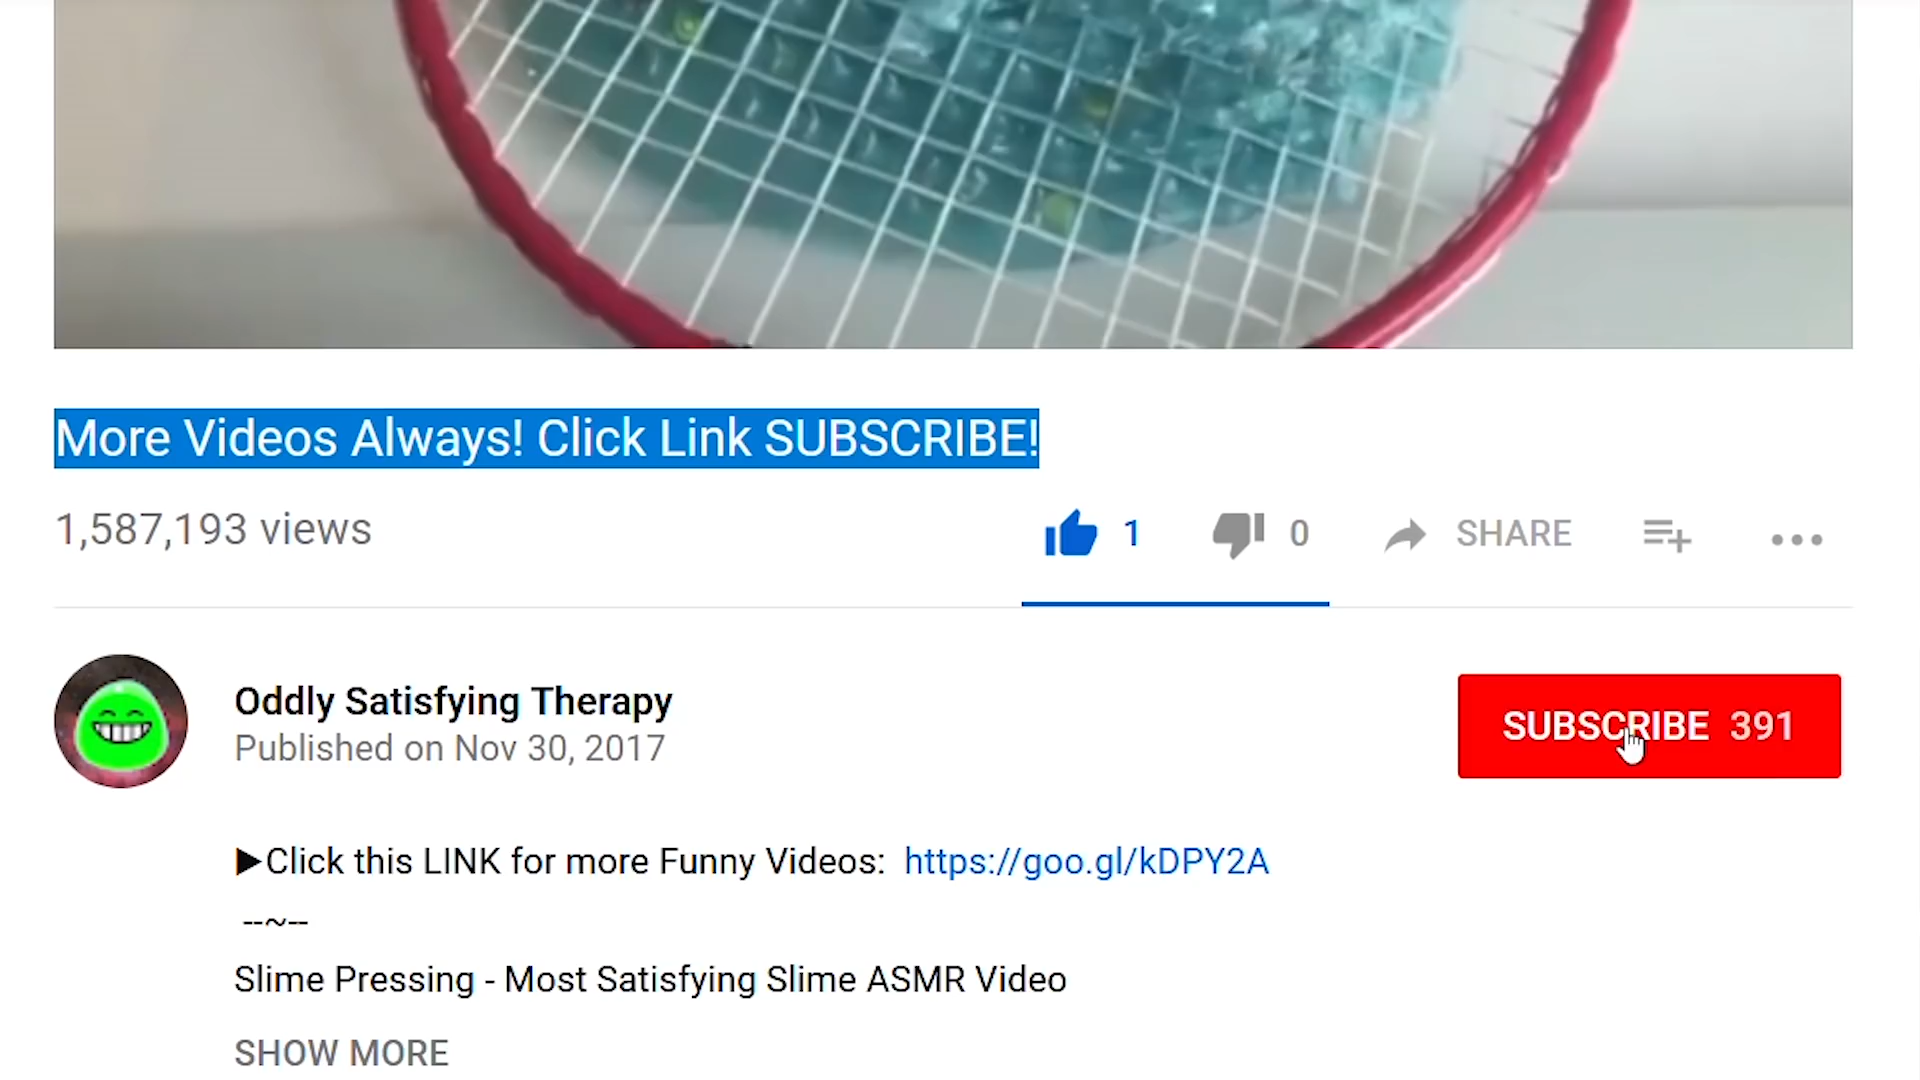 More Videos Always! Click Link SUBSCRIBE!
1,587,193 views
1
0
SHARE
Oddly Satisfying Therapy
Published on Nov 30, 2017
SUBSCRIBE 391
▶Click this LINK for more Funny Videos: https://goo.gl/kDPY2A
--~--
Slime Pressing - Most Satisfying Slime ASMR Video
SHOW MORE